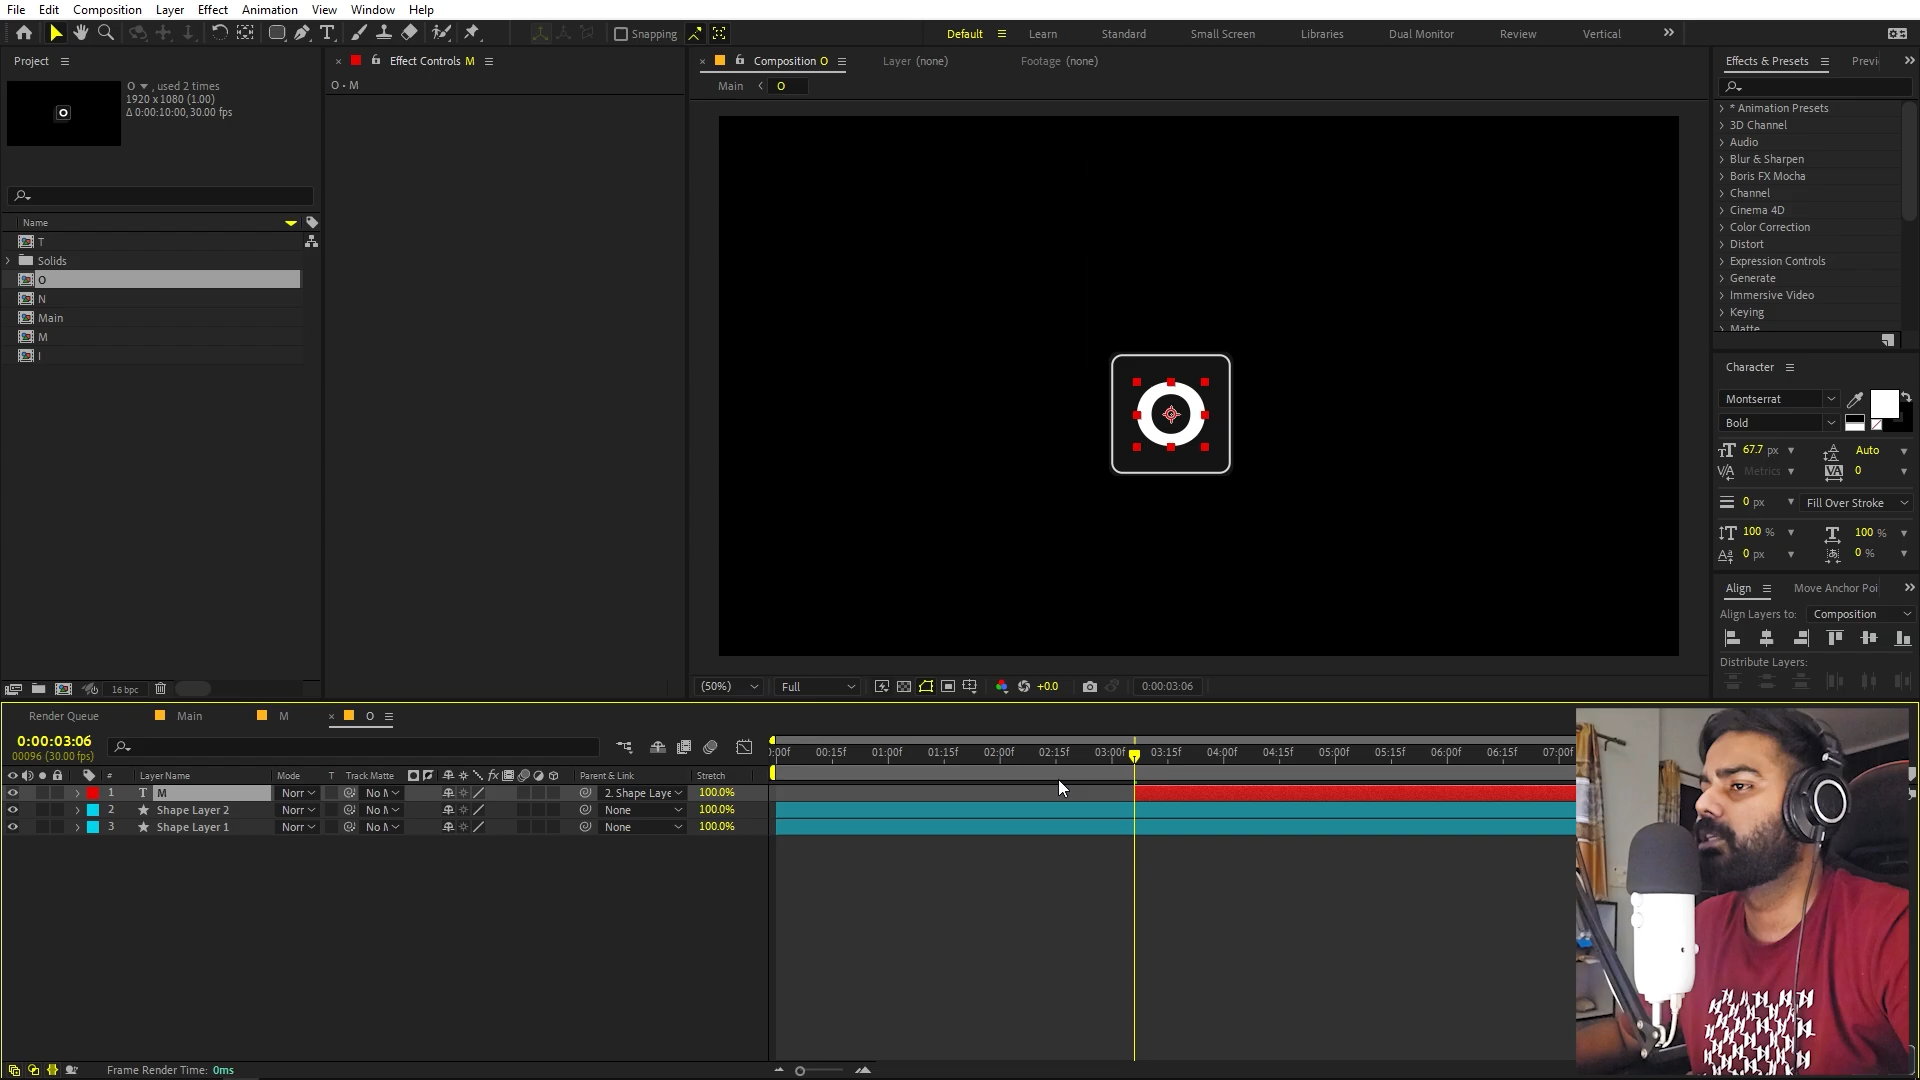 File Edit Composition Layer Effect Animation View Window Help
Snapping Default Learn Standard Small Screen Libraries Dual Monitor Review Vertical
Project
O , used 2 times
1920 x 1080 (1.00)
Δ 0:00:10:00, 30.00 fps
Name
T
Solids
O
N
Main
M
I
16 bpc
Effect Controls M
O • M
Composition O
Layer (none)
Footage (none)
Main O
(50%) Full +0.0 0:00:03:06
Effects & Presets
* Animation Presets
3D Channel
Audio
Blur & Sharpen
Boris FX Mocha
Channel
Cinema 4D
Color Correction
Distort
Expression Controls
Generate
Immersive Video
Keying
Matte
Character
Montserrat
Bold
67.7 px Auto
Metrics 0
0 px Fill Over Stroke
100 % 100 %
0 px 0 %
Align Move Anchor Poi
Align Layers to: Composition
Distribute Layers:
Render Queue Main M O
0:00:03:06
00096 (30.00 fps)
# Layer Name Mode T Track Matte Parent & Link Stretch
1 T M Norr No 2. Shape Laye 100.0%
2 Shape Layer 2 Norr No None 100.0%
3 Shape Layer 1 Norr No None 100.0%
00:15f 01:00f 01:15f 02:00f 02:15f 03:00f 03:15f 04:00f 04:15f 05:00f 05:15f 06:00f 06:15f 07:00f
Frame Render Time: 0ms